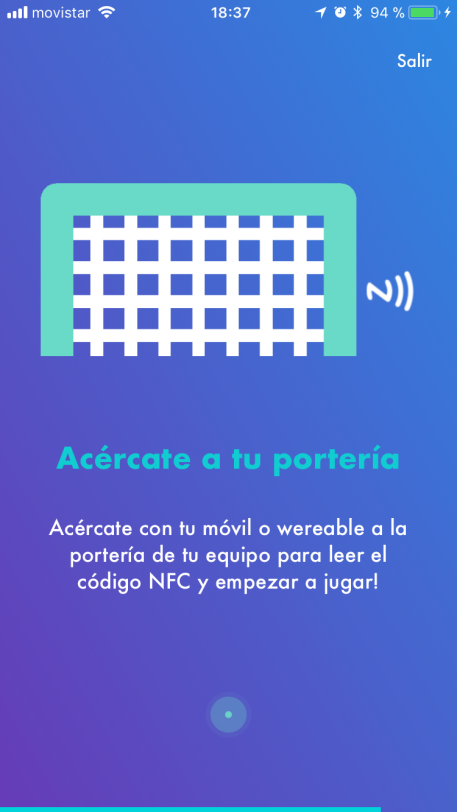 movistar 18:37 94 %
Salir
Acércate a tu portería
Acércate con tu móvil o wereable a la
portería de tu equipo para leer el
código NFC y empezar a jugar!